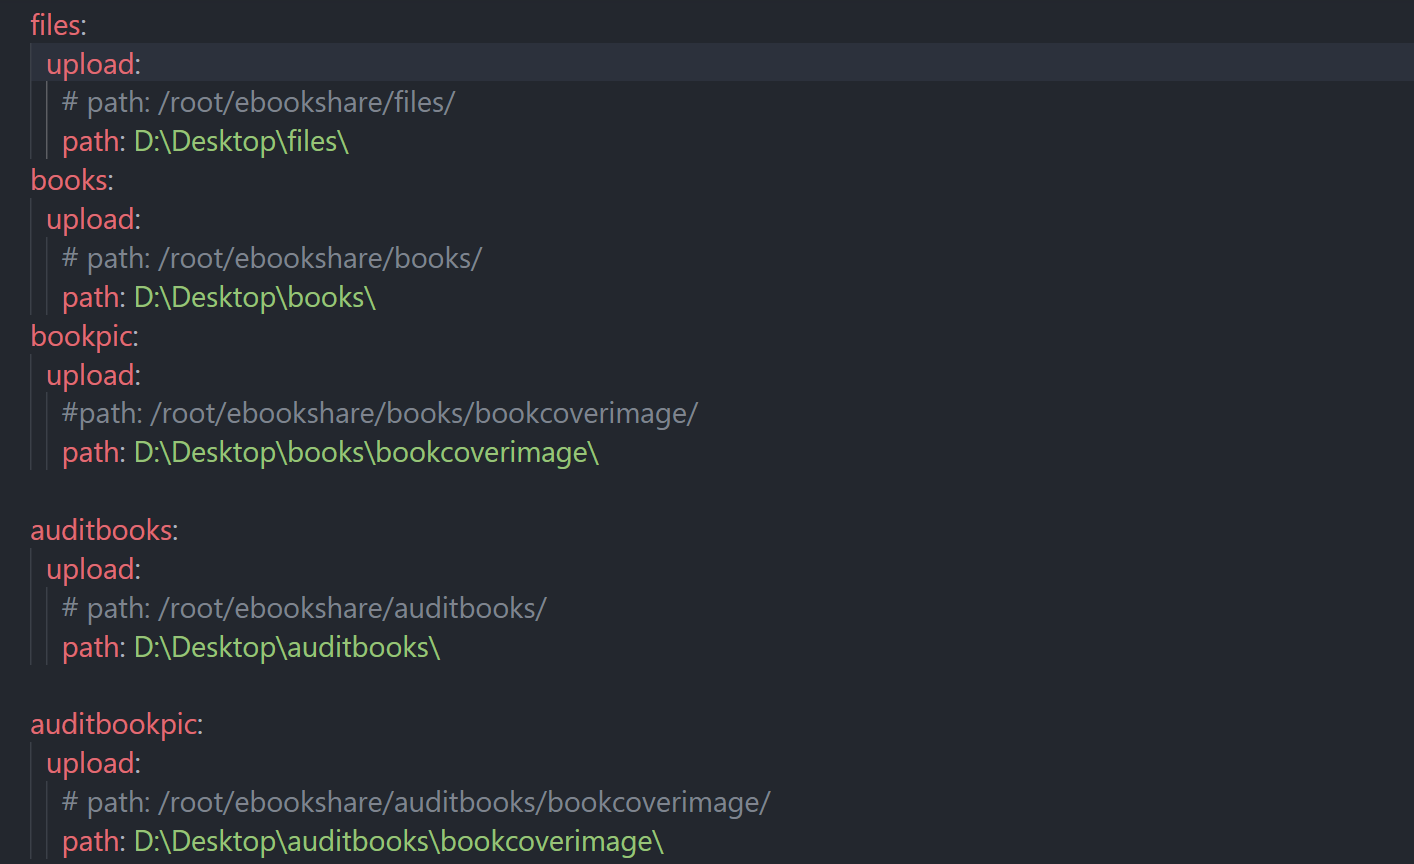 files:
upload:
# path: /root/ebookshare/files/
path: D:\Desktop\files\
books:
upload:
# path: /root/ebookshare/books/
path: D:\Desktop\books\
bookpic:
upload:
#path: /root/ebookshare/books/bookcoverimage/
path: D:\Desktop\books\bookcoverimage\
auditbooks:
upload:
# path: /root/ebookshare/auditbooks/
path: D:\Desktop\auditbooks\
auditbookpic:
upload:
# path: /root/ebookshare/auditbooks/bookcoverimage/
path: D:\Desktop\auditbooks\bookcoverimage\